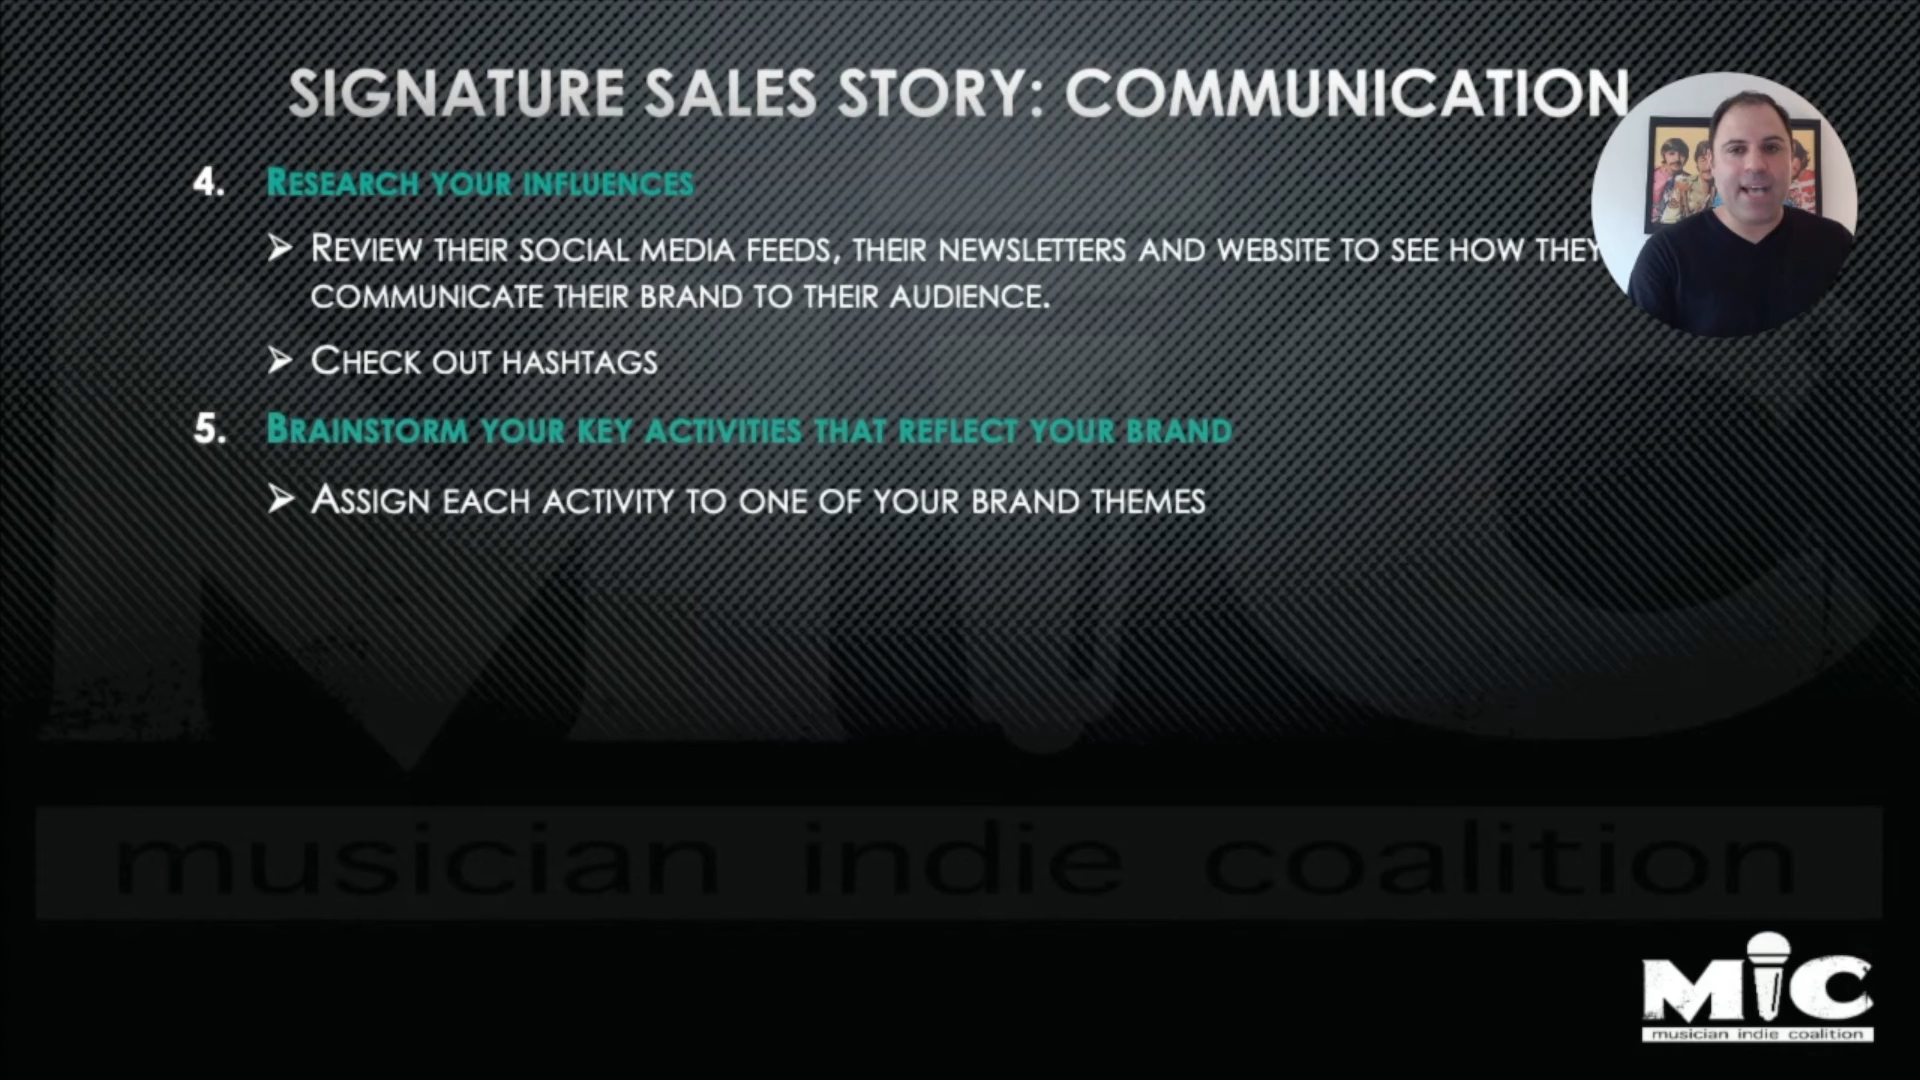 SIGNATURE SALES STORY: COMMUNICATION
4. RESEARCH YOUR INFLUENCES
➤ REVIEW THEIR SOCIAL MEDIA FEEDS, THEIR NEWSLETTERS AND WEBSITE TO SEE HOW THEY
COMMUNICATE THEIR BRAND TO THEIR AUDIENCE.
➤ CHECK OUT HASHTAGS
5. BRAINSTORM YOUR KEY ACTIVITIES THAT REFLECT YOUR BRAND
➤ ASSIGN EACH ACTIVITY TO ONE OF YOUR BRAND THEMES
musician indie coalition
MiC
musician indie coalition